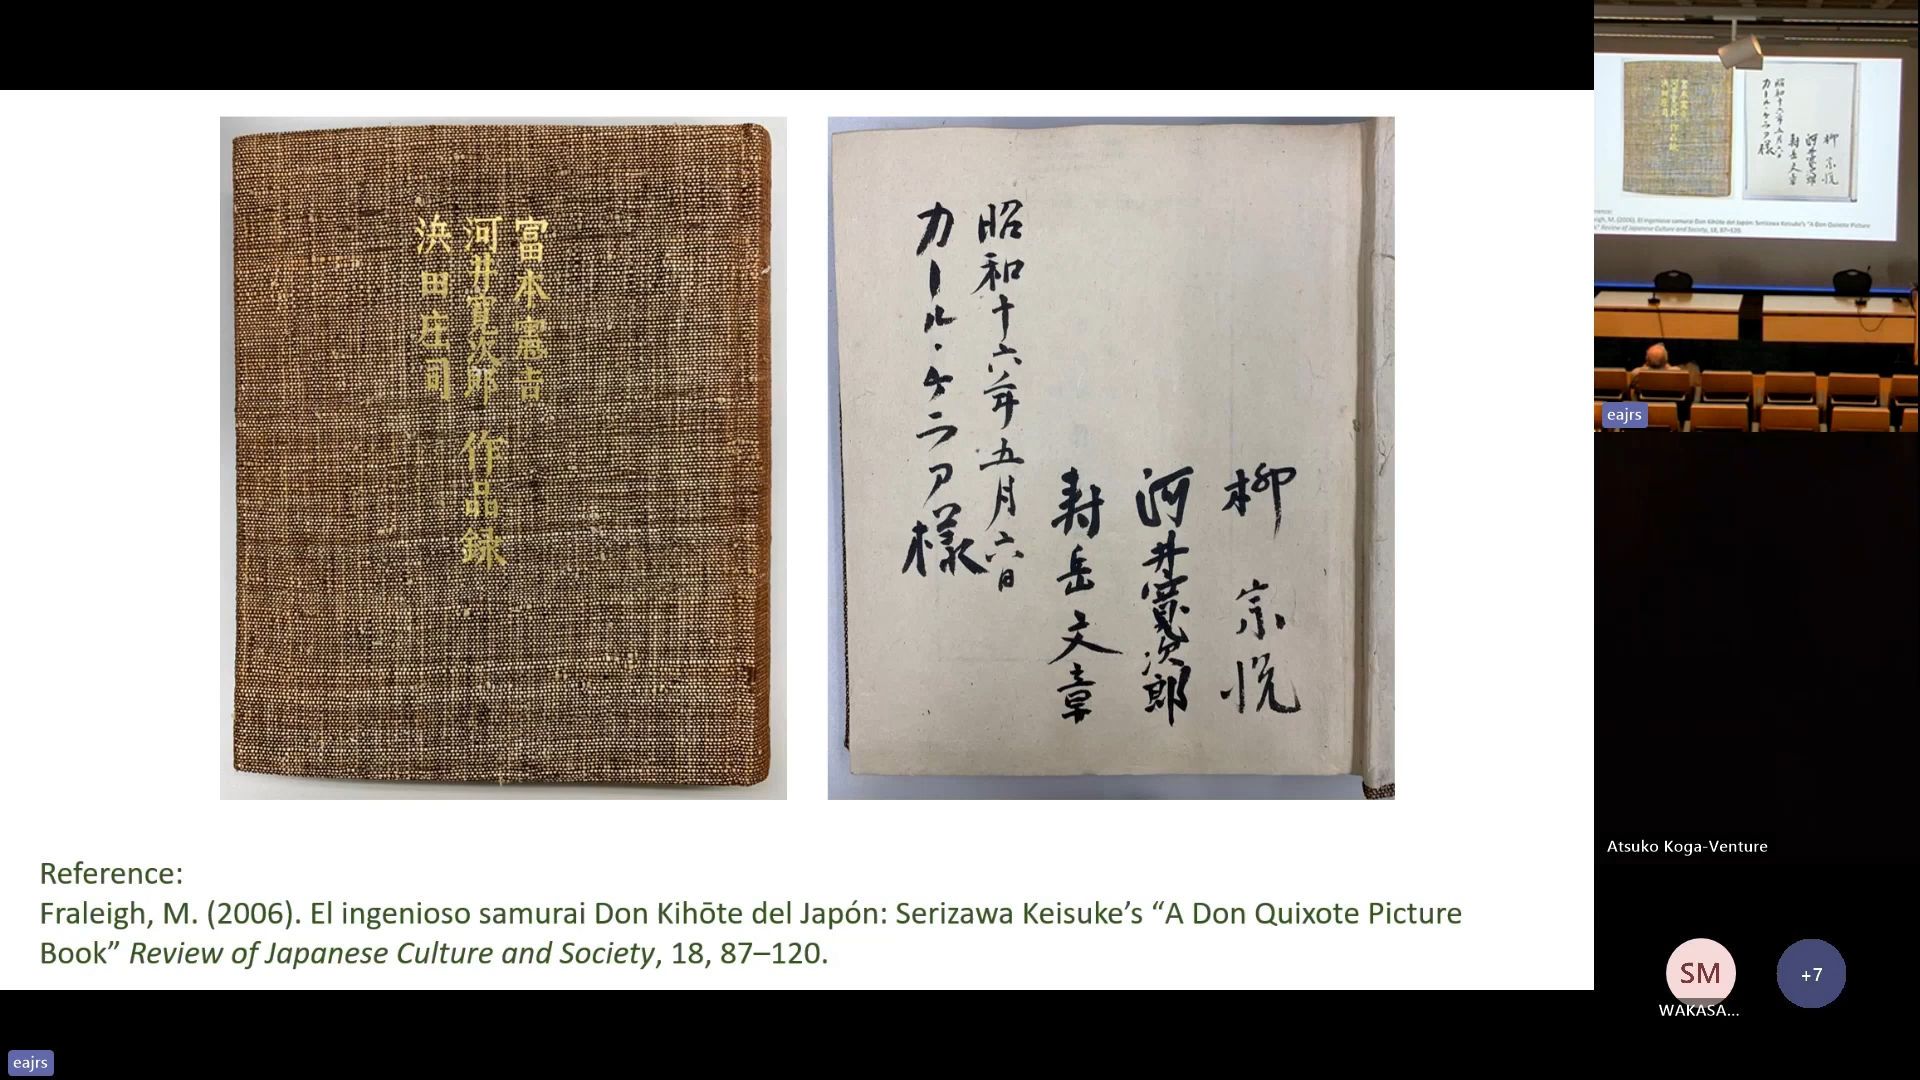 富本憲吉
河井寛次郎 作品録
浜田庄司
柳宗悦
河井寛次郎
寿岳文章
昭和十六年五月六日
カール・ケラア様
Reference:
Fraleigh, M. (2006). El ingenioso samurai Don Kihōte del Japón: Serizawa Keisuke’s “A Don Quixote Picture
Book” Review of Japanese Culture and Society, 18, 87–120.
eajrs
Atsuko Koga-Venture
SM
+7
WAKASA...
eajrs